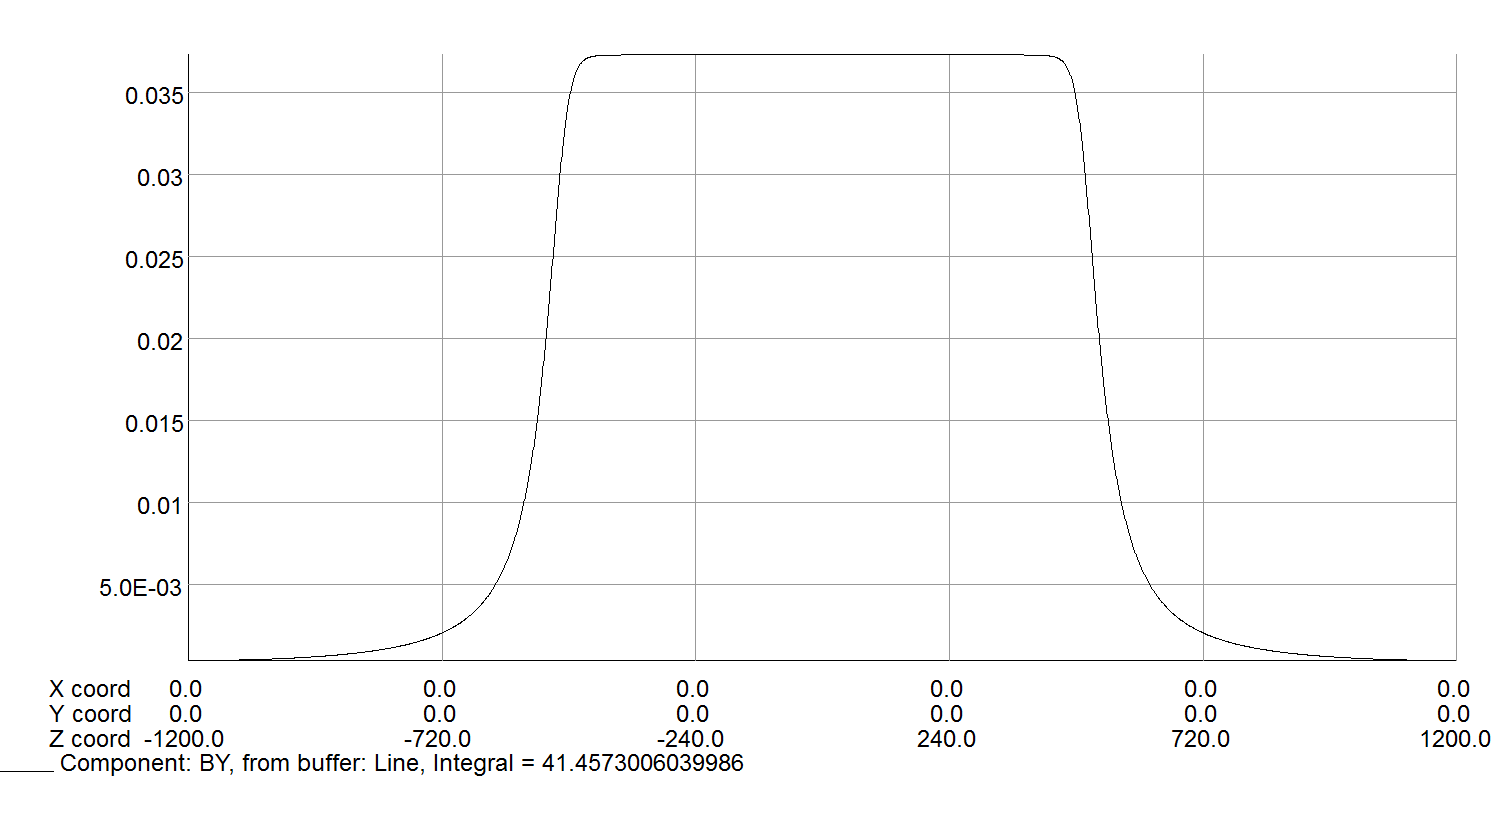 0.035
0.03
0.025
0.02
0.015
0.01
5.0E-03
X coord 0.0 0.0 0.0 0.0 0.0 0.0
Y coord 0.0 0.0 0.0 0.0 0.0 0.0
Z coord -1200.0 -720.0 -240.0 240.0 720.0 1200.0
Component: BY, from buffer: Line, Integral = 41.4573006039986